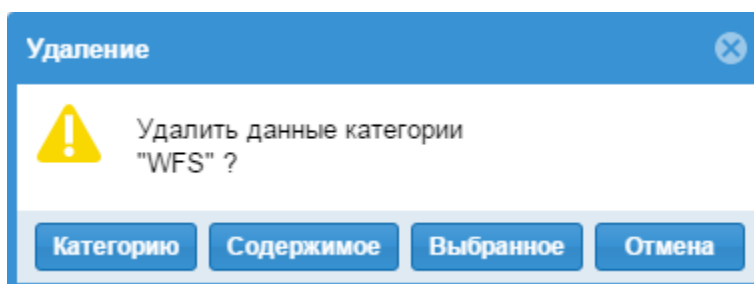 Удаление
Удалить данные категории
"WFS" ?
Категорию Содержимое Выбранное Отмена